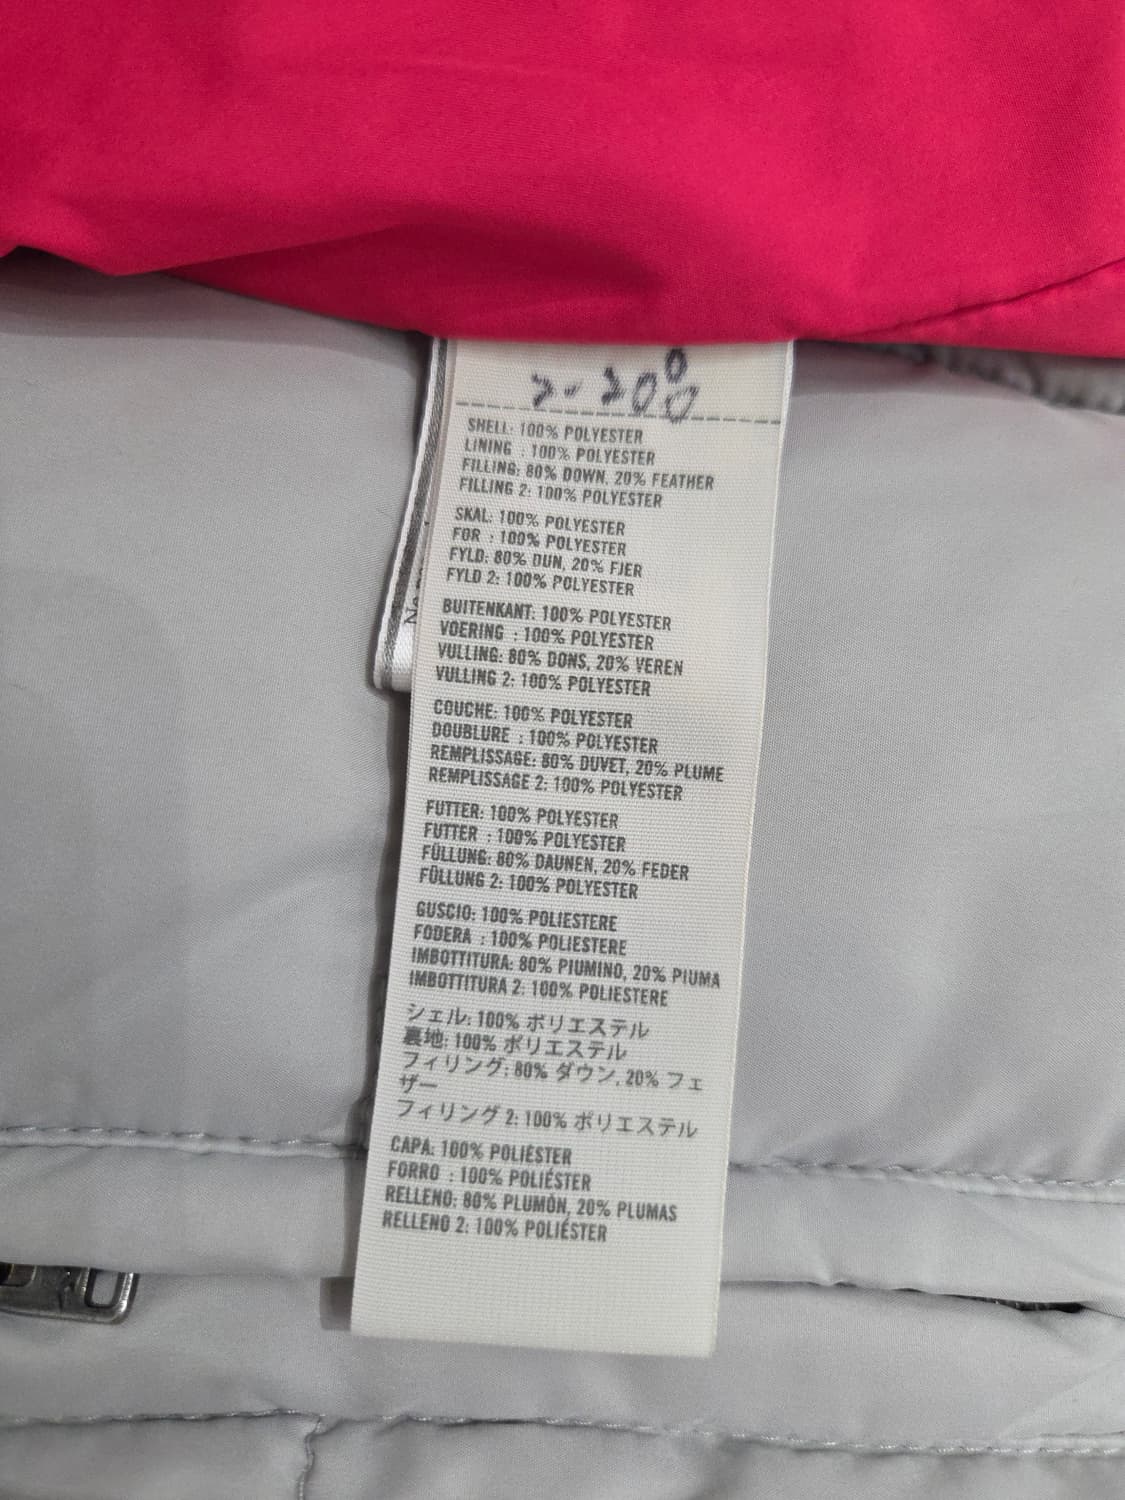 SHELL: 100% POLYESTER
LINING : 100% POLYESTER
FILLING: 80% DOWN, 20% FEATHER
FILLING 2: 100% POLYESTER
SKAL: 100% POLYESTER
FOR : 100% POLYESTER
FYLD: 80% DUN, 20% FJER
FYLD 2: 100% POLYESTER
BUITENKANT: 100% POLYESTER
VOERING : 100% POLYESTER
VULLING: 80% DONS, 20% VEREN
VULLING 2: 100% POLYESTER
COUCHE: 100% POLYESTER
DOUBLURE : 100% POLYESTER
REMPLISSAGE: 80% DUVET, 20% PLUME
REMPLISSAGE 2: 100% POLYESTER
FUTTER: 100% POLYESTER
FUTTER : 100% POLYESTER
FÜLLUNG: 80% DAUNEN, 20% FEDER
FÜLLUNG 2: 100% POLYESTER
GUSCIO: 100% POLIESTERE
FODERA : 100% POLIESTERE
IMBOTTITURA: 80% PIUMINO, 20% PIUMA
IMBOTTITURA 2: 100% POLIESTERE
シェル: 100% ポリエステル
裏地: 100% ポリエステル
フィリング: 80% ダウン, 20% フェ
ザー
フィリング 2: 100% ポリエステル
CAPA: 100% POLIÉSTER
FORRO : 100% POLIÉSTER
RELLENO: 80% PLUMÓN, 20% PLUMAS
RELLENO 2: 100% POLIÉSTER